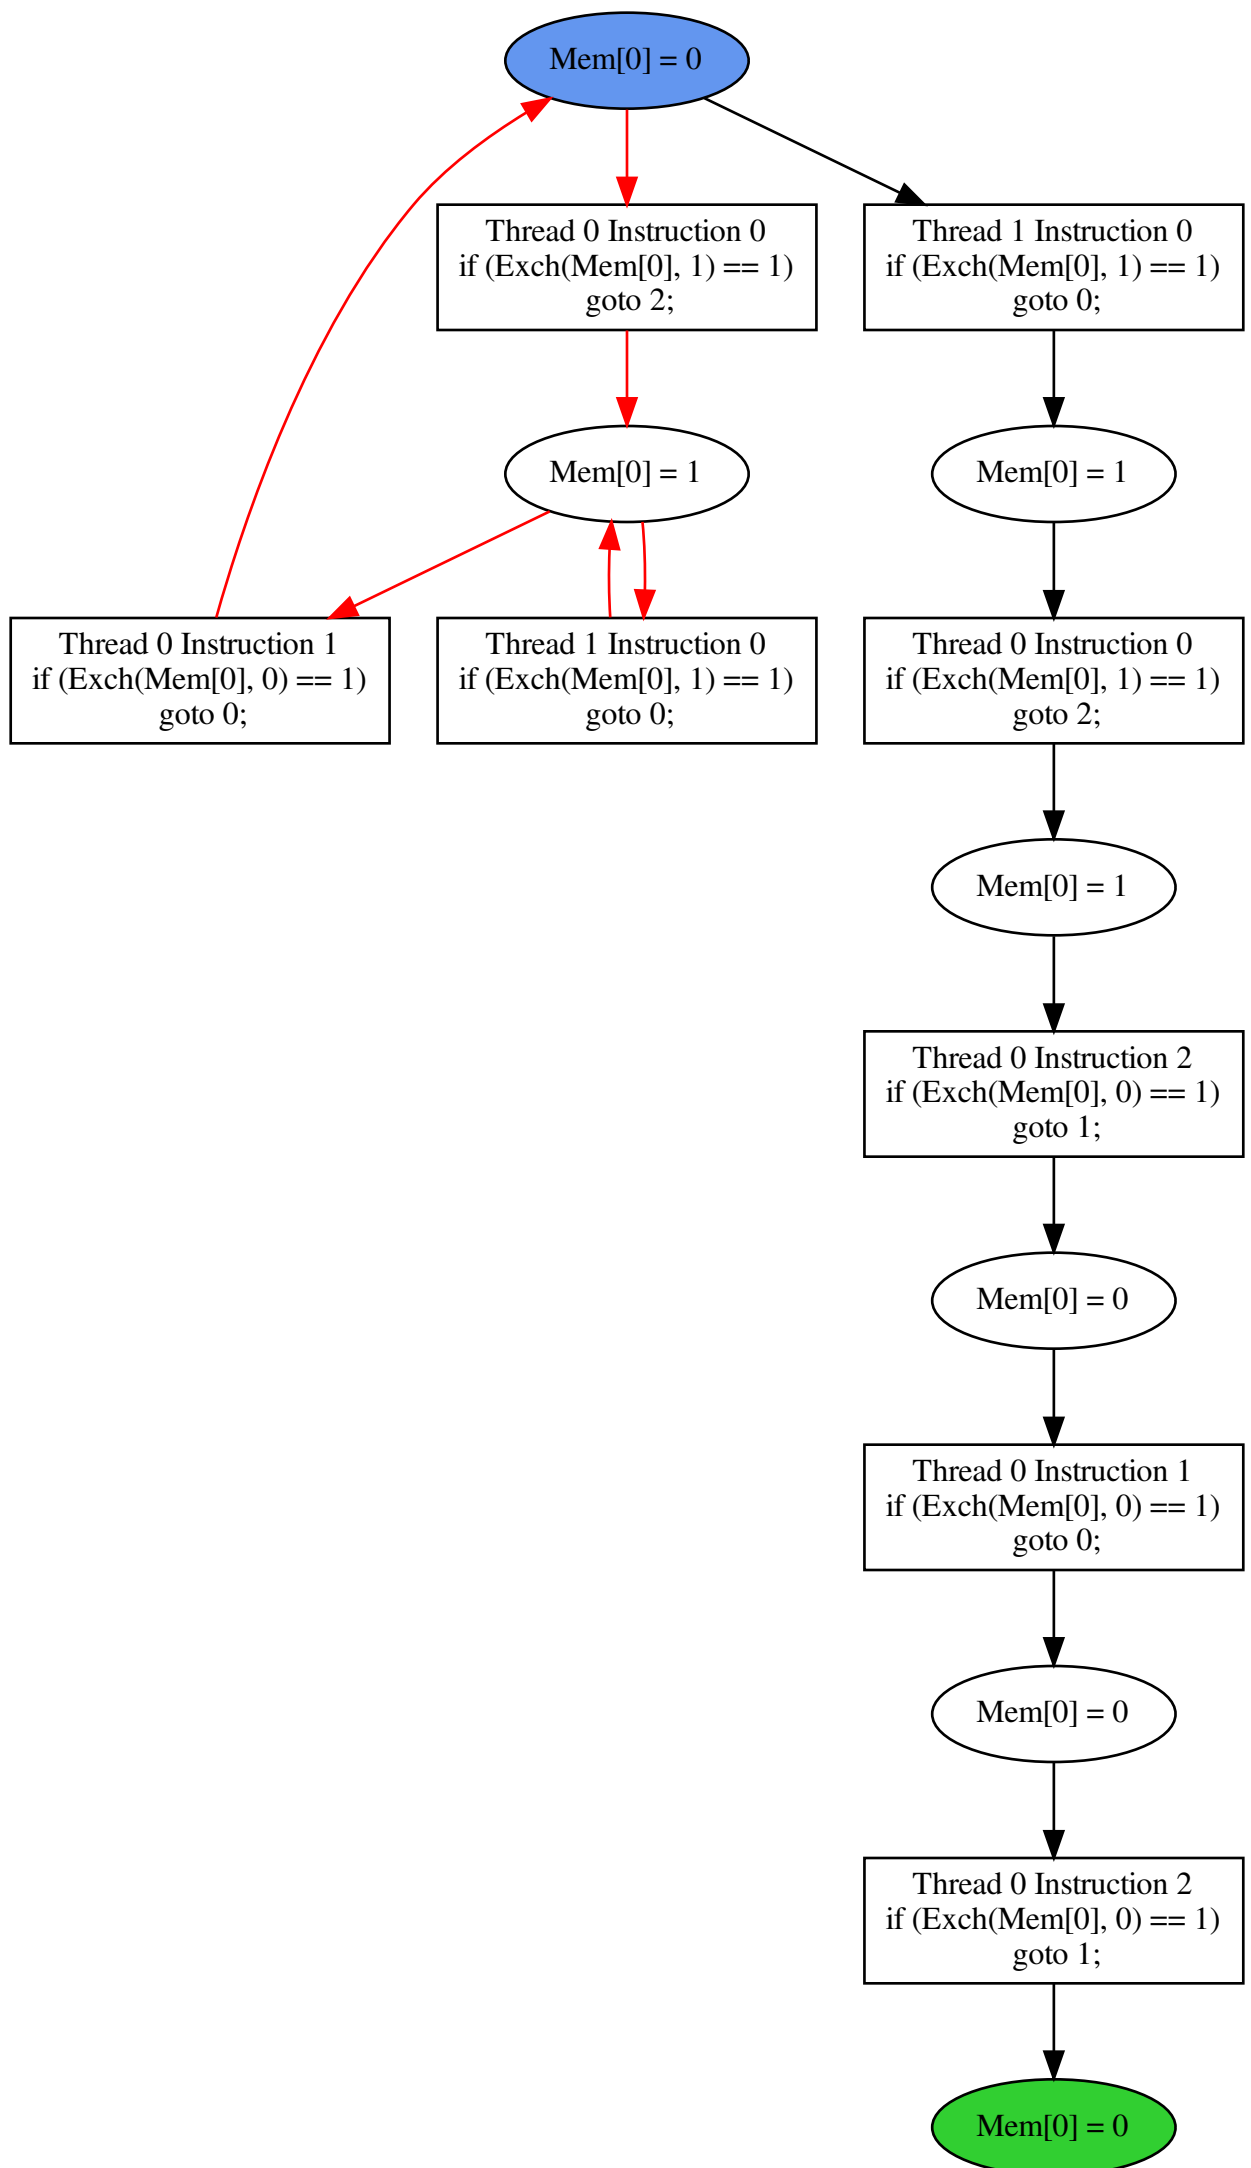 Mem[0] = 0
Thread 0 Instruction 0
if (Exch(Mem[0], 1) == 1)
goto 2;
Thread 1 Instruction 0
if (Exch(Mem[0], 1) == 1)
goto 0;
Mem[0] = 1
Mem[0] = 1
Thread 0 Instruction 1
if (Exch(Mem[0], 0) == 1)
goto 0;
Thread 1 Instruction 0
if (Exch(Mem[0], 1) == 1)
goto 0;
Thread 0 Instruction 0
if (Exch(Mem[0], 1) == 1)
goto 2;
Mem[0] = 1
Thread 0 Instruction 2
if (Exch(Mem[0], 0) == 1)
goto 1;
Mem[0] = 0
Thread 0 Instruction 1
if (Exch(Mem[0], 0) == 1)
goto 0;
Mem[0] = 0
Thread 0 Instruction 2
if (Exch(Mem[0], 0) == 1)
goto 1;
Mem[0] = 0